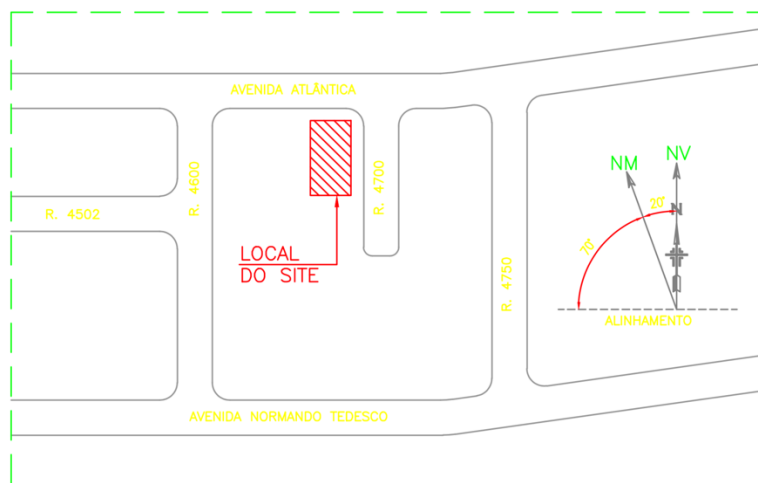 AVENIDA ATLÂNTICA
R. 4600
R. 4700
R. 4502
R. 4750
LOCAL
DO SITE
NM
NV
20°
N
70°
ALINHAMENTO
AVENIDA NORMANDO TEDESCO